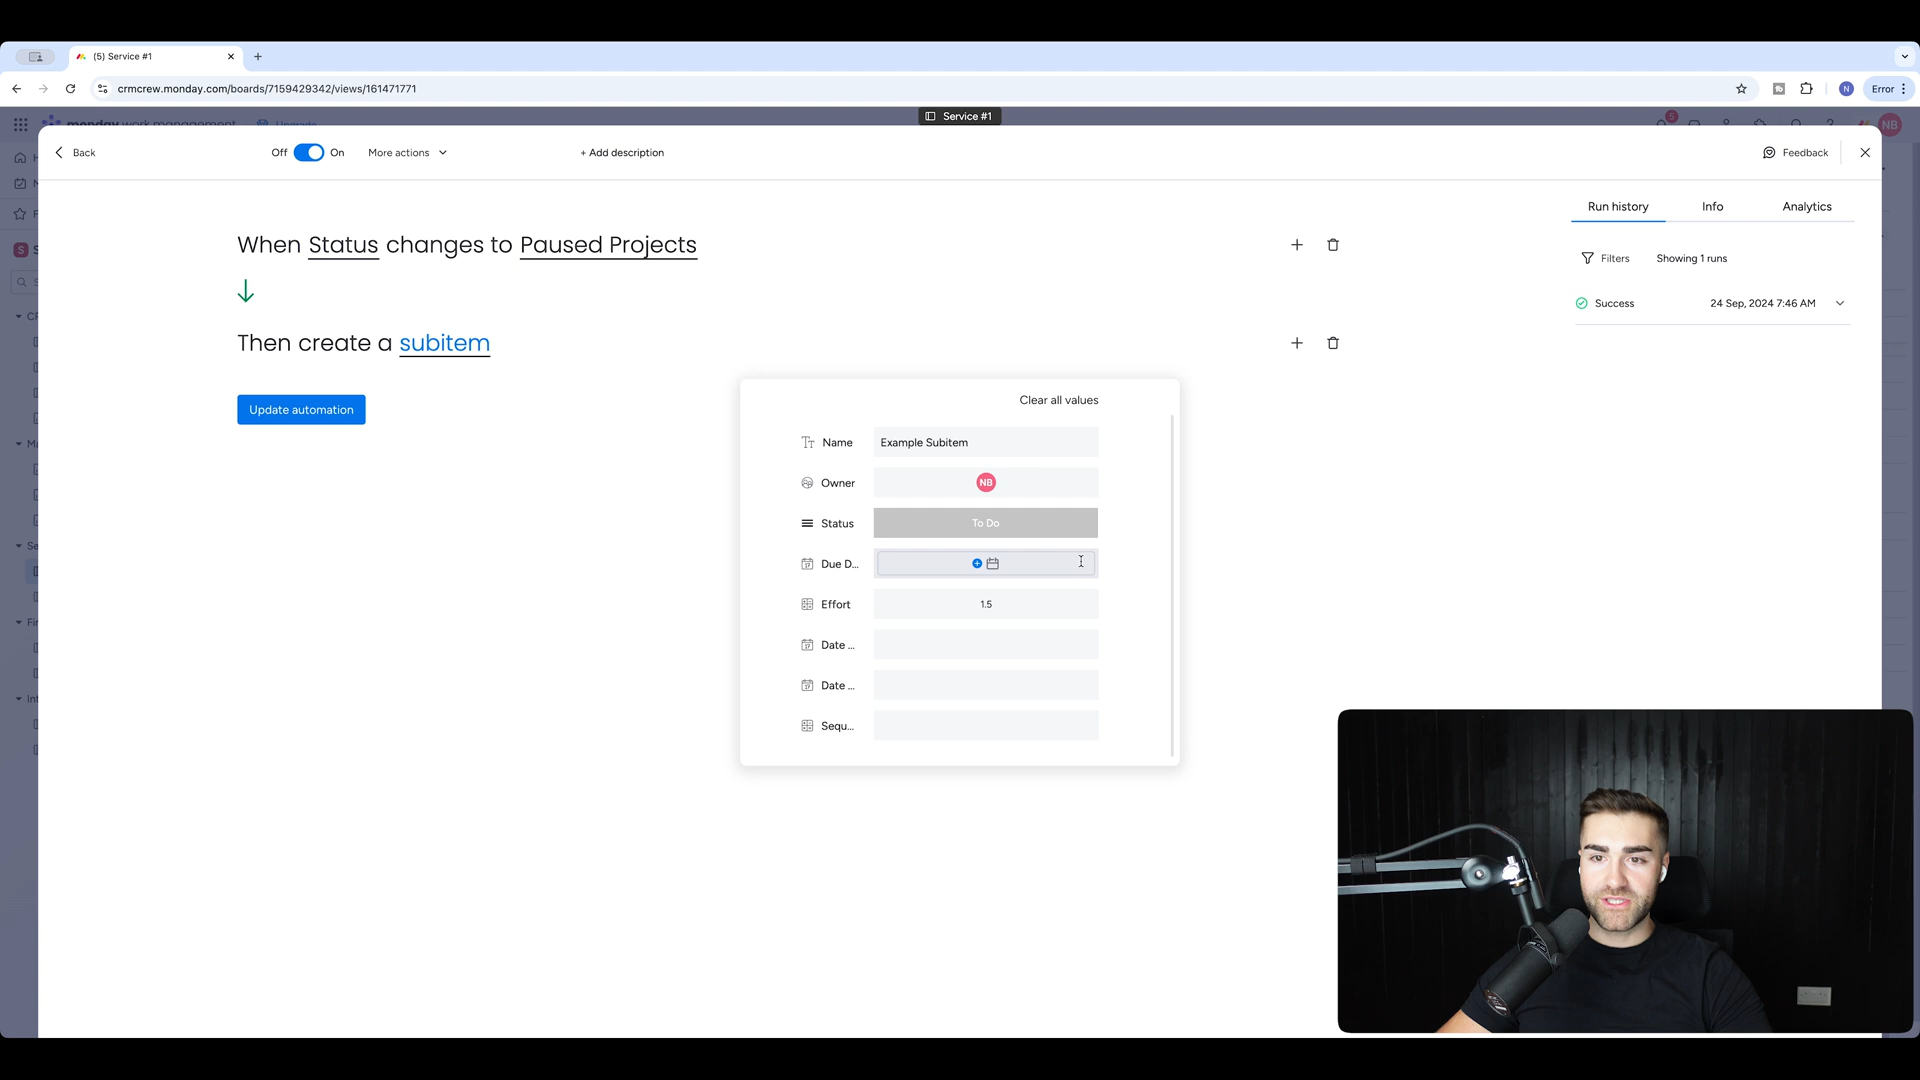 (5) Service #1
crmcrew.monday.com/boards/7159429342/views/161471771
N
Error
monday work management
Upgrade
Service #1
5
NB
Back
Off
On
More actions
+ Add description
Feedback
When Status changes to Paused Projects
Then create a subitem
Update automation
Run history
Info
Analytics
Filters
Showing 1 runs
Success
24 Sep, 2024 7:46 AM
Clear all values
Name
Example Subitem
Owner
NB
Status
To Do
Due D...
Effort
1.5
Date ...
Date ...
Sequ...